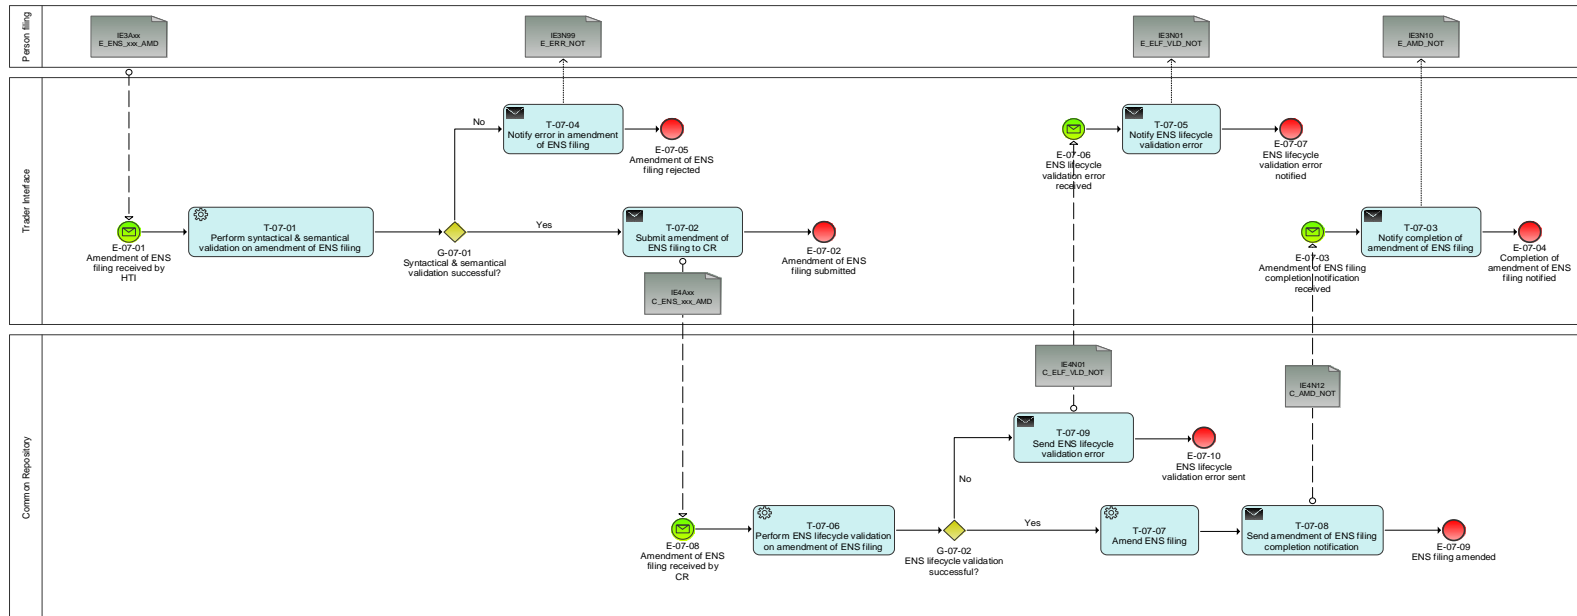 Person filing
IE3Axx
E_ENS_xxx_AMD
IE3N99
E_ERR_NOT
IE3N01
E_ELF_VLD_NOT
IE3N10
E_AMD_NOT
Trader Interface
E-07-01
Amendment of ENS
filing received by
HTI
T-07-01
Perform syntactical & semantical
validation on amendment of ENS filing
G-07-01
Syntactical & semantical
validation successful?
No
T-07-04
Notify error in amendment
of ENS filing
E-07-05
Amendment of ENS
filing rejected
Yes
T-07-02
Submit amendment of
ENS filing to CR
E-07-02
Amendment of ENS
filing submitted
IE4Axx
C_ENS_xxx_AMD
E-07-06
ENS lifecycle
validation error
received
T-07-05
Notify ENS lifecycle
validation error
E-07-07
ENS lifecycle
validation error
notified
E-07-03
Amendment of ENS filing
completion notification
received
T-07-03
Notify completion of
amendment of ENS filing
E-07-04
Completion of
amendment of ENS
filing notified
Common Repository
IE4N01
C_ELF_VLD_NOT
IE4N12
C_AMD_NOT
E-07-08
Amendment of ENS
filing received by
CR
T-07-06
Perform ENS lifecycle validation
on amendment of ENS filing
G-07-02
ENS lifecycle validation
successful?
No
T-07-09
Send ENS lifecycle
validation error
E-07-10
ENS lifecycle
validation error sent
Yes
T-07-07
Amend ENS filing
T-07-08
Send amendment of ENS filing
completion notification
E-07-09
ENS filing amended